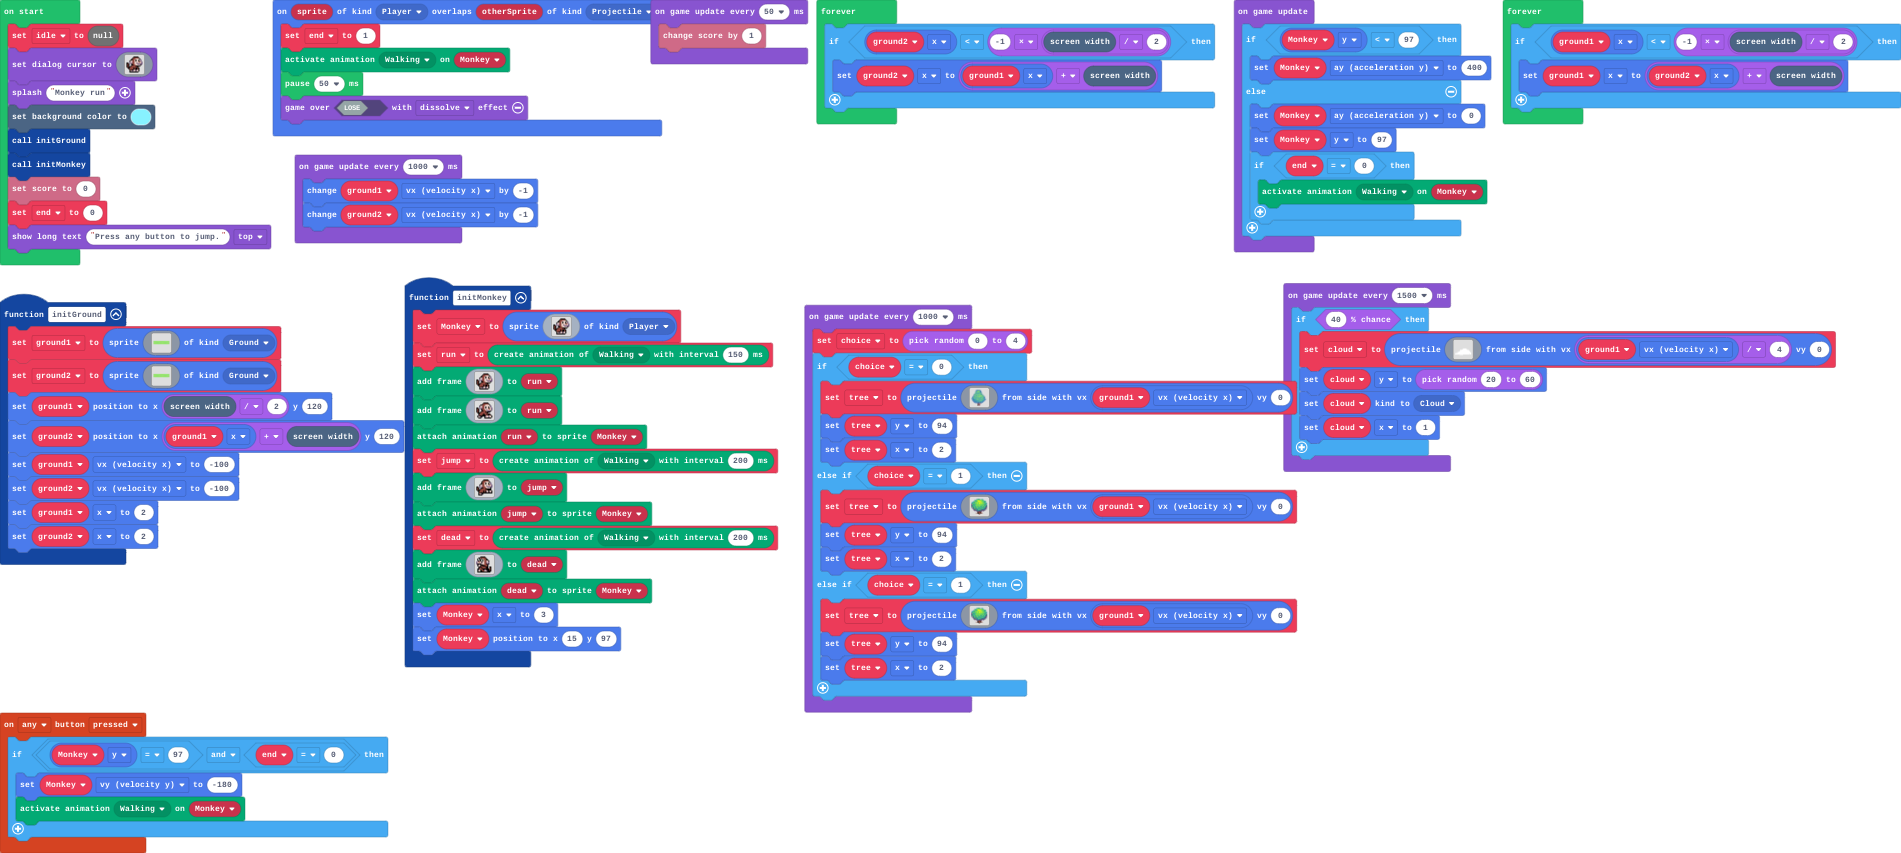 on start
set idle to null
set dialog cursor to
splash "Monkey run"
set background color to
call initGround
call initMonkey
set score to 0
set end to 0
show long text "Press any button to jump." top
on sprite of kind Player overlaps otherSprite of kind Projectile
set end to 1
activate animation Walking on Monkey
pause 50 ms
game over LOSE with dissolve effect
on game update every 50 ms
change score by 1
on game update every 1000 ms
change ground1 vx (velocity x) by -1
change ground2 vx (velocity x) by -1
forever
if ground2 x < -1 × screen width / 2 then
set ground2 x to ground1 x + screen width
on game update
if Monkey y < 97 then
set Monkey ay (acceleration y) to 400
else
set Monkey ay (acceleration y) to 0
set Monkey y to 97
if end = 0 then
activate animation Walking on Monkey
forever
if ground1 x < -1 × screen width / 2 then
set ground1 x to ground2 x + screen width
function initGround
set ground1 to sprite of kind Ground
set ground2 to sprite of kind Ground
set ground1 position to x screen width / 2 y 120
set ground2 position to x ground1 x + screen width y 120
set ground1 vx (velocity x) to -100
set ground2 vx (velocity x) to -100
set ground1 x to 2
set ground2 x to 2
function initMonkey
set Monkey to sprite of kind Player
set run to create animation of Walking with interval 150 ms
add frame to run
add frame to run
attach animation run to sprite Monkey
set jump to create animation of Walking with interval 200 ms
add frame to jump
attach animation jump to sprite Monkey
set dead to create animation of Walking with interval 200 ms
add frame to dead
attach animation dead to sprite Monkey
set Monkey x to 3
set Monkey position to x 15 y 97
on game update every 1000 ms
set choice to pick random 0 to 4
if choice = 0 then
set tree to projectile from side with vx ground1 vx (velocity x) vy 0
set tree y to 94
set tree x to 2
else if choice = 1 then
set tree to projectile from side with vx ground1 vx (velocity x) vy 0
set tree y to 94
set tree x to 2
else if choice = 1 then
set tree to projectile from side with vx ground1 vx (velocity x) vy 0
set tree y to 94
set tree x to 2
on game update every 1500 ms
if 40 % chance then
set cloud to projectile from side with vx ground1 vx (velocity x) / 4 vy 0
set cloud y to pick random 20 to 60
set cloud kind to Cloud
set cloud x to 1
on any button pressed
if Monkey y = 97 and end = 0 then
set Monkey vy (velocity y) to -180
activate animation Walking on Monkey